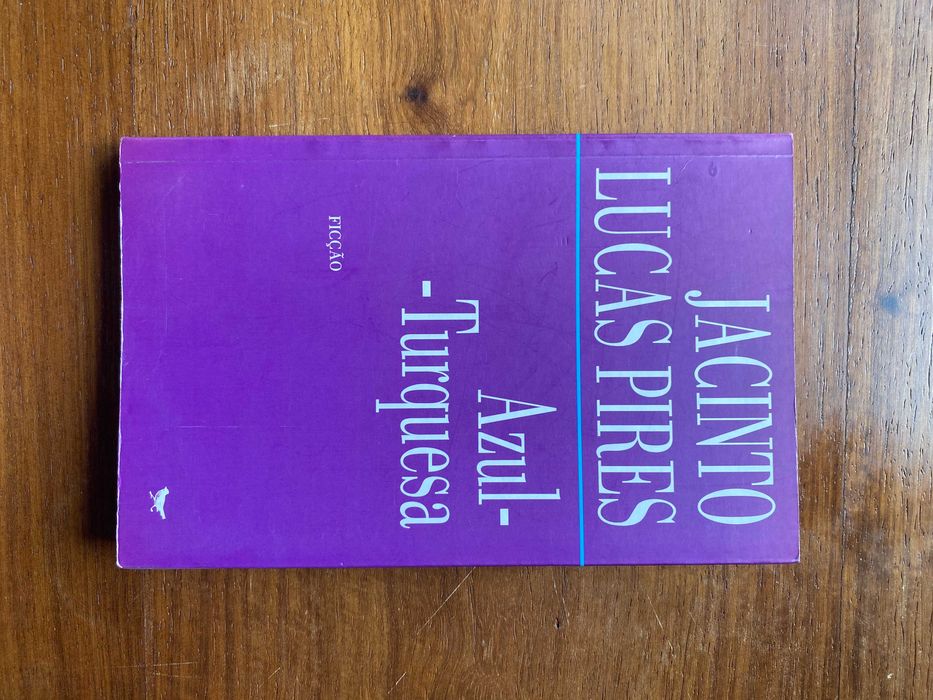 JACINTO
LUCAS PIRES
Azul-
-Turquesa
FICÇÃO